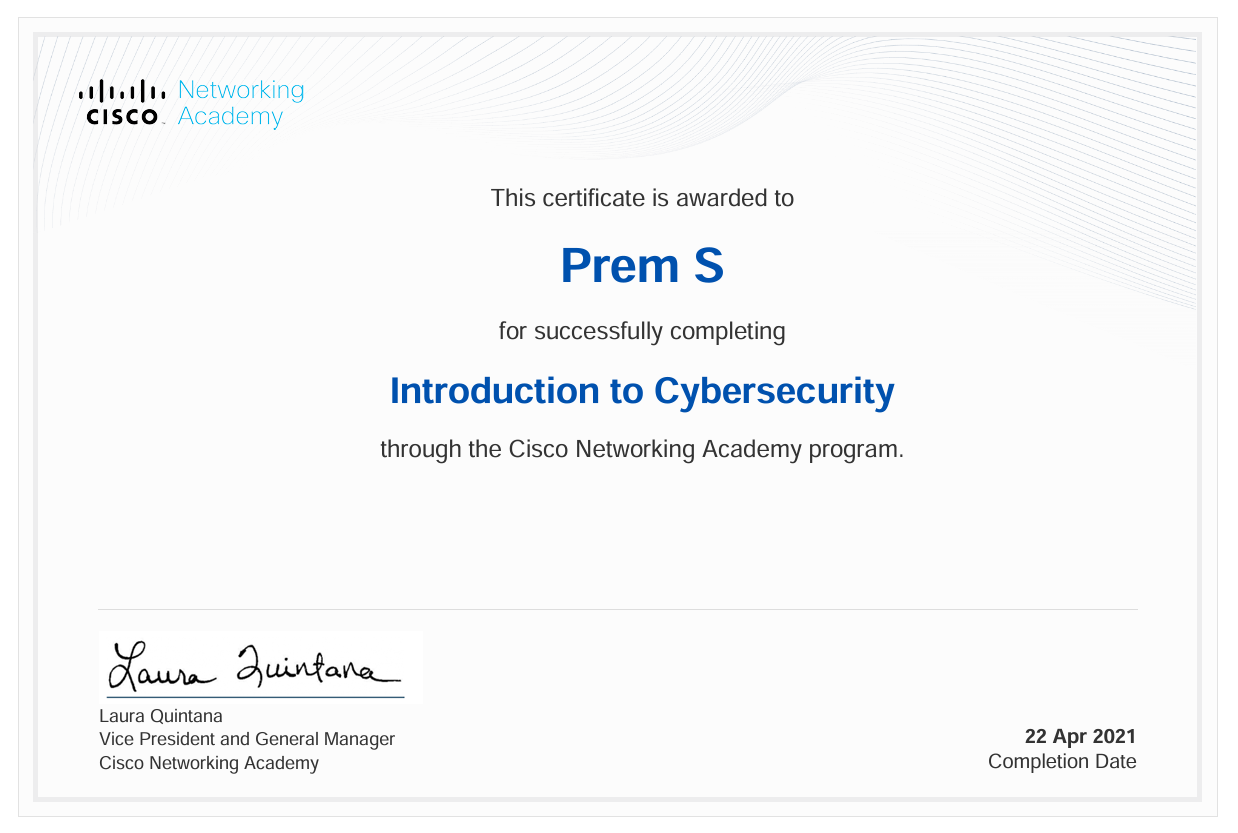 CISCO Networking Academy
This certificate is awarded to
Prem S
for successfully completing
Introduction to Cybersecurity
through the Cisco Networking Academy program.
Laura Quintana
Laura Quintana
Vice President and General Manager
Cisco Networking Academy
22 Apr 2021
Completion Date